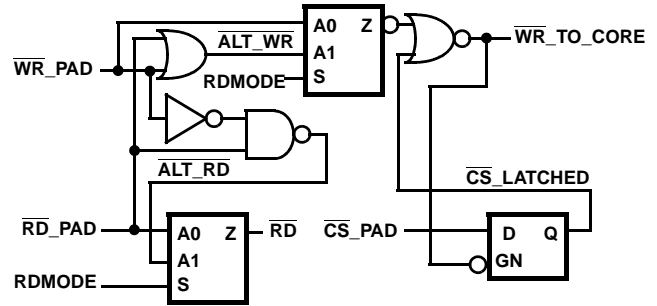 A0 Z
A1
S
ALT_WR
WR_TO_CORE
WR_PAD
RDMODE
ALT_RD
CS_LATCHED
RD_PAD
A0 Z
A1
S
RD
CS_PAD
D Q
GN
RDMODE